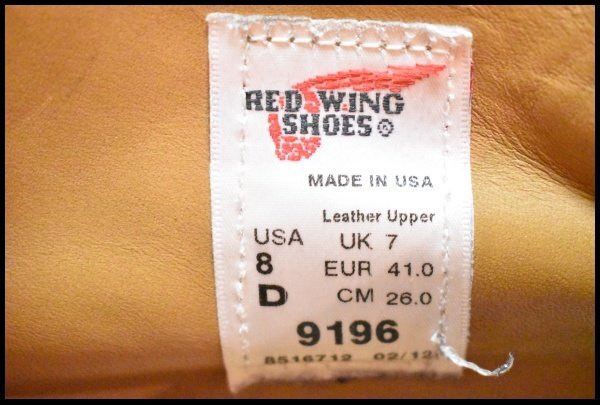 RED WING
SHOES®
MADE IN USA
Leather Upper
USA UK 7
8 EUR 41.0
D CM 26.0
9196
8516712 02/12